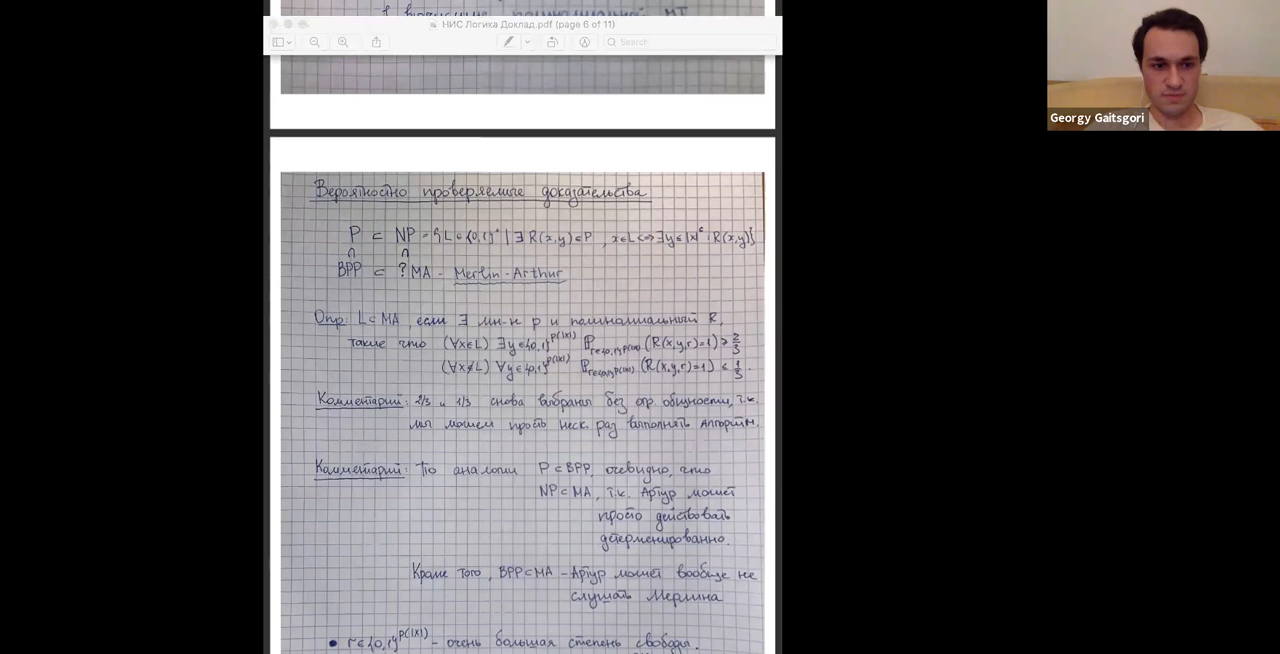 НИС Логика Доклад.pdf (page 6 of 11)
Search
Georgy Gaitsgori
Вероятностно проверяемые доказательства
P ⊂ NP = {L ⊂ {0,1}* | ∃ R(x,y) ∈ P, x∈L <=> ∃y ≤ |x|^c : R(x,y)}
∩ ∩
BPP ⊂ ? MA - Merlin-Arthur
Опр: L ⊂ MA, если ∃ мн-н p и полиномиальный R,
такие что (∀x∈L) ∃y∈{0,1}^p(|x|) ℙ_r∈{0,1}^p(|x|) (R(x,y,r)=1) > 2/3
(∀x∉L) ∀y∈{0,1}^p(|x|) ℙ_r∈{0,1}^p(|x|) (R(x,y,r)=1) < 1/3.
Комментарий: 2/3 и 1/3 снова выбраны без огр. общности, т.к.
мы можем просто неск. раз выполнять алгоритм.
Комментарий: По аналогии P ⊂ BPP, очевидно, что
NP ⊂ MA, т.к. Артур может
просто действовать
детерменированно.
Кроме того, BPP ⊂ MA - Артур может вообще не
слушать Мерлина
• r∈{0,1}^p(|x|) - очень большая степень свободы.